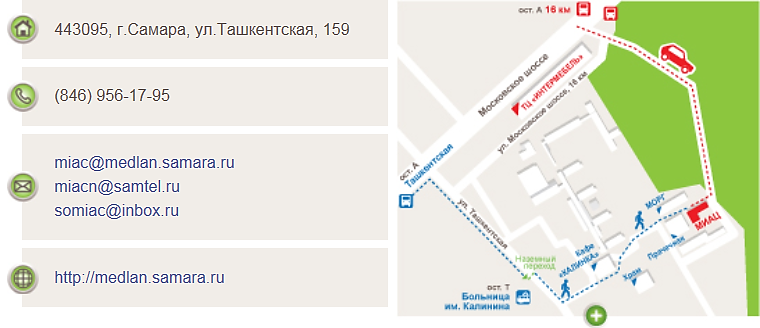 443095, г.Самара, ул.Ташкентская, 159
(846) 956-17-95
miac@medlan.samara.ru
miacn@samtel.ru
somiac@inbox.ru
http://medlan.samara.ru
ост. А 16 км
Московское шоссе
ТЦ «ИНТЕРМЕБЕЛЬ»
ул. Московское шоссе, 16 км
ост. А
Ташкентская
ул. Ташкентская
МОРГ
МИАЦ
Прачечная
Кафе
«КАЛИНКА»
Храм
Наземный
переход
ост. Т
Больница
им. Калинина